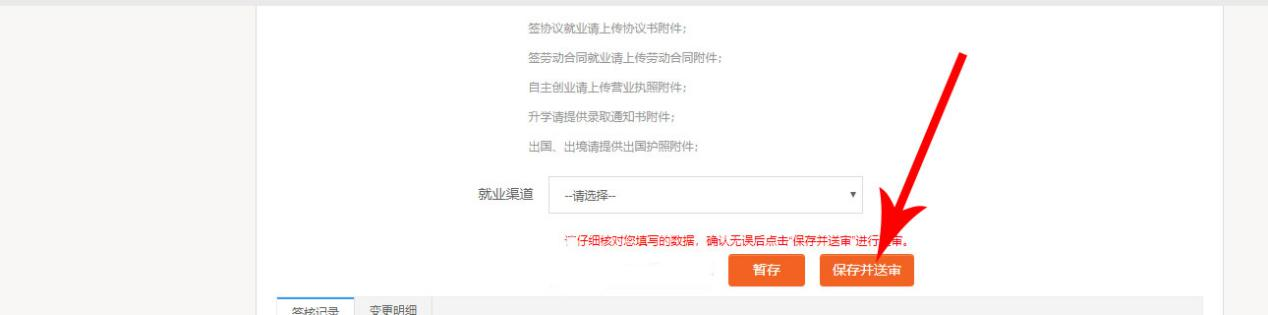 签协议就业请上传协议书附件;
签劳动合同就业请上传劳动合同附件;
自主创业请上传营业执照附件;
升学请提供录取通知书附件;
出国、出境请提供出国护照附件;
就业渠道 --请选择--
仔细核对您填写的数据，确认无误后点击“保存并送审”进行 审。
暂存 保存并送审
签核记录 变更明细